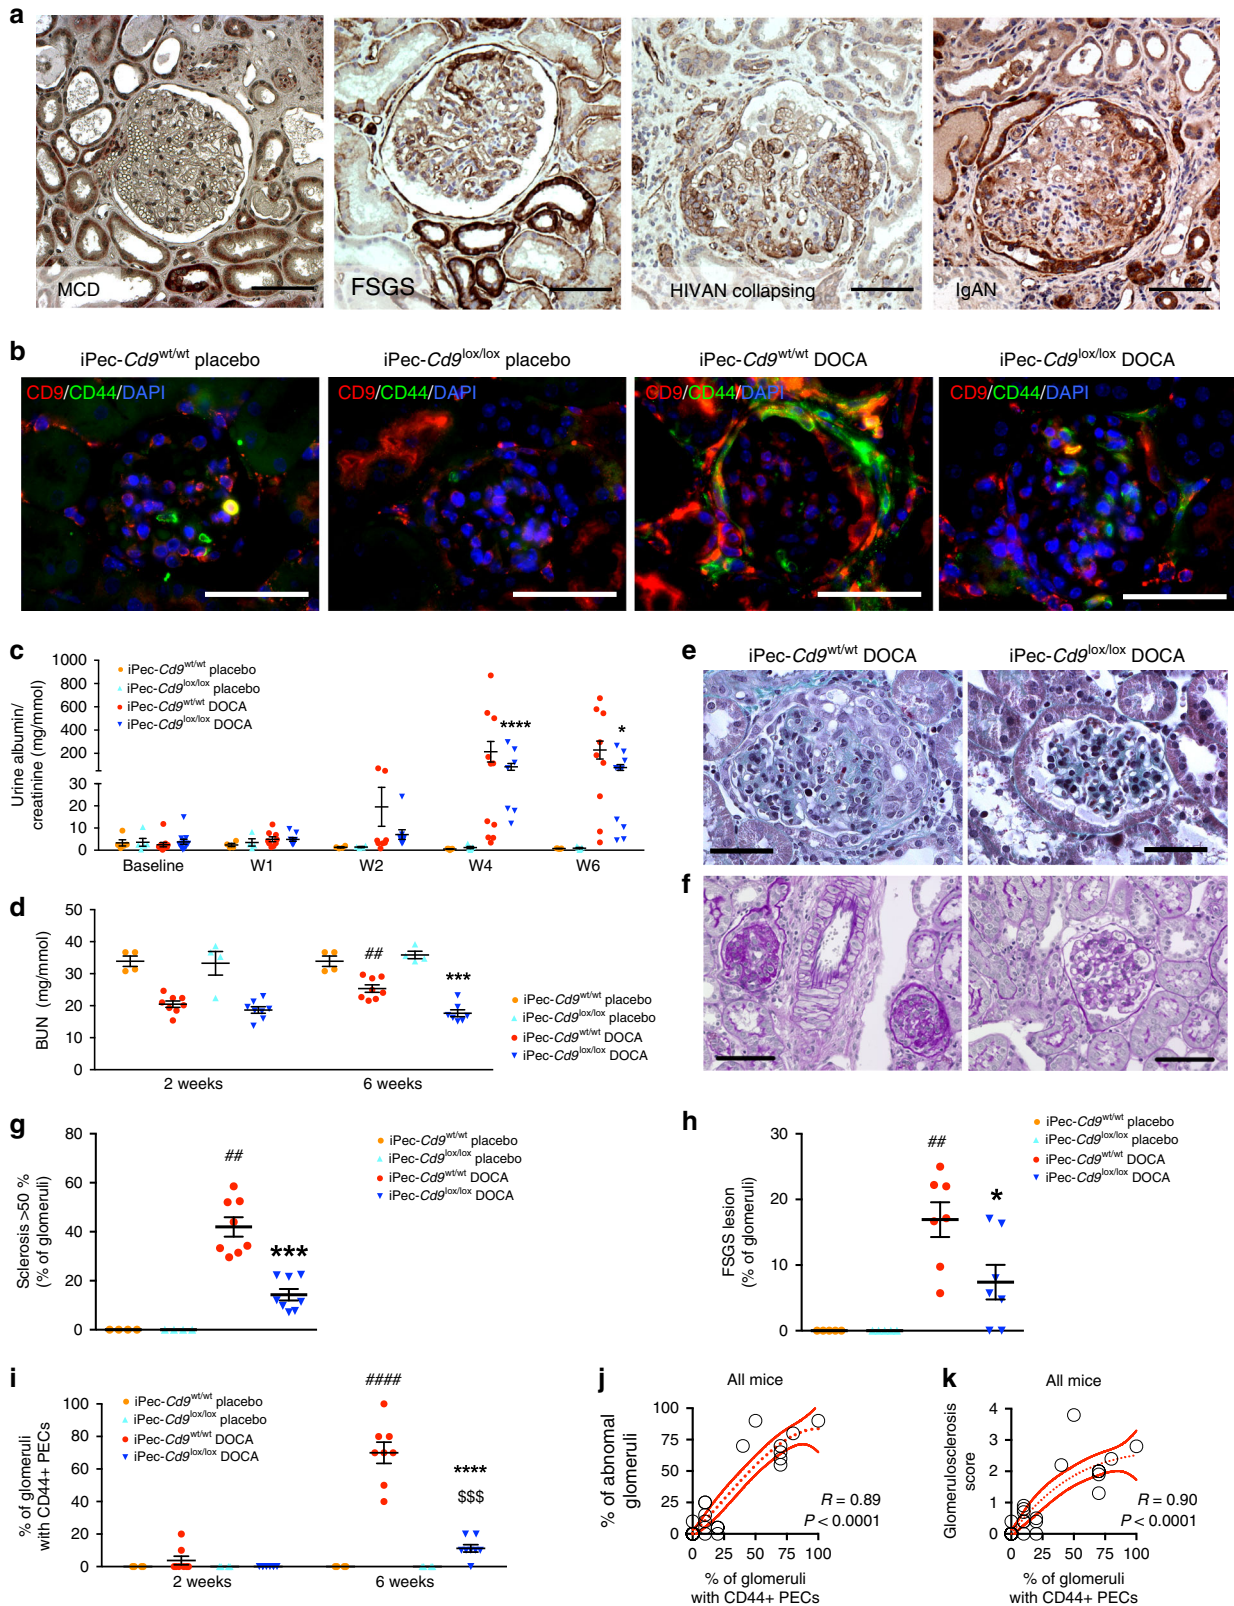 a
MCD
FSGS
HIVAN collapsing
IgAN
b
iPec-Cd9wt/wt placebo
iPec-Cd9lox/lox placebo
iPec-Cd9wt/wt DOCA
iPec-Cd9lox/lox DOCA
CD9/CD44/DAPI
CD9/CD44/DAPI
CD9/CD44/DAPI
CD9/CD44/DAPI
c
Urine albumin/
creatinine (mg/mmol)
1000
800
600
400
200
30
20
10
0
iPec-Cd9wt/wt placebo
iPec-Cd9lox/lox placebo
iPec-Cd9wt/wt DOCA
iPec-Cd9lox/lox DOCA
****
*
Baseline
W1
W2
W4
W6
d
BUN (mg/mmol)
50
40
30
20
10
0
##
***
2 weeks
6 weeks
iPec-Cd9wt/wt placebo
iPec-Cd9lox/lox placebo
iPec-Cd9wt/wt DOCA
iPec-Cd9lox/lox DOCA
e
iPec-Cd9wt/wt DOCA
iPec-Cd9lox/lox DOCA
f
g
Sclerosis >50 %
(% of glomeruli)
80
60
40
20
0
##
***
iPec-Cd9wt/wt placebo
iPec-Cd9lox/lox placebo
iPec-Cd9wt/wt DOCA
iPec-Cd9lox/lox DOCA
h
FSGS lesion
(% of glomeruli)
30
20
10
0
##
*
iPec-Cd9wt/wt placebo
iPec-Cd9lox/lox placebo
iPec-Cd9wt/wt DOCA
iPec-Cd9lox/lox DOCA
i
% of glomeruli
with CD44+ PECs
100
80
60
40
20
0
iPec-Cd9wt/wt placebo
iPec-Cd9lox/lox placebo
iPec-Cd9wt/wt DOCA
iPec-Cd9lox/lox DOCA
####
****
$$$
2 weeks
6 weeks
j
All mice
% of abnomal
glomeruli
100
75
50
25
0
R = 0.89
P < 0.0001
0
25
50
75
100
% of glomeruli
with CD44+ PECs
k
All mice
Glomerulosclerosis
score
4
3
2
1
0
R = 0.90
P < 0.0001
0
25
50
75
100
% of glomeruli
with CD44+ PECs